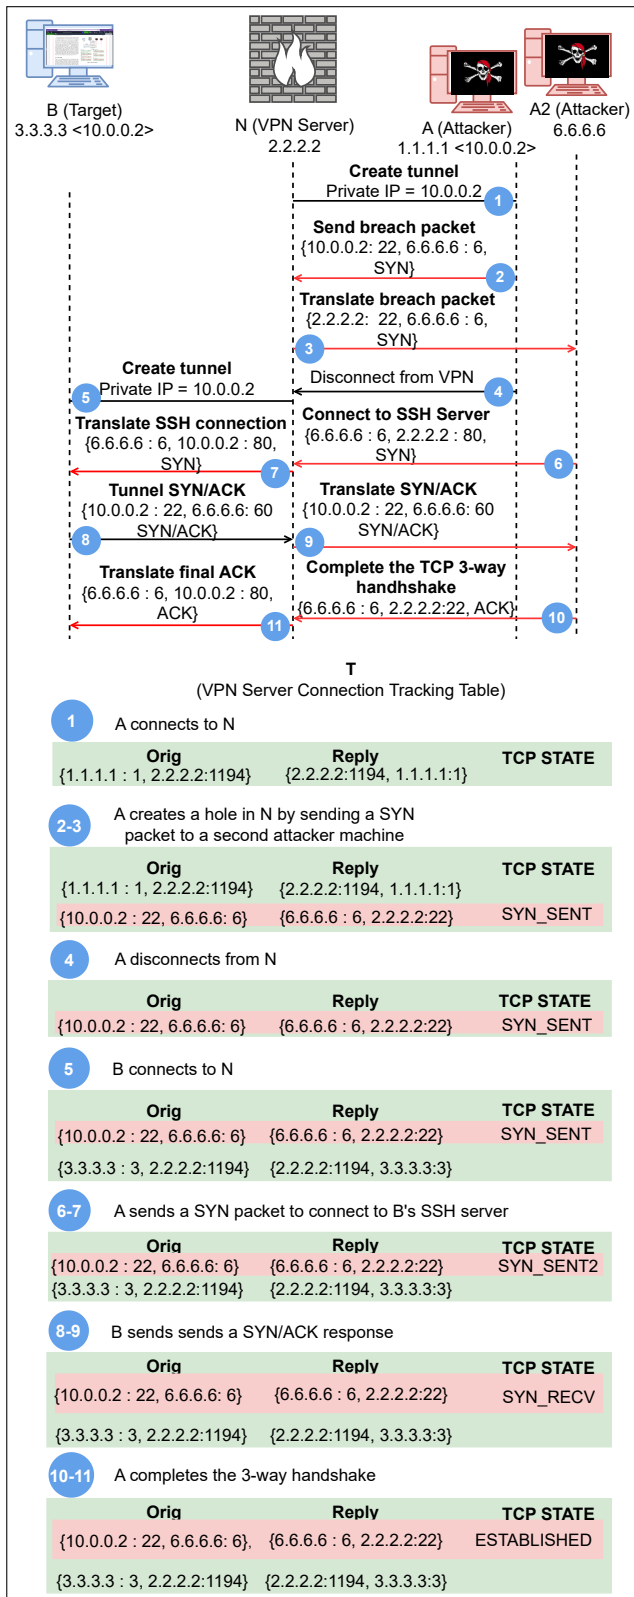 B (Target)
3.3.3.3 <10.0.0.2>
N (VPN Server)
2.2.2.2
A (Attacker)
1.1.1.1 <10.0.0.2>
A2 (Attacker)
6.6.6.6
Create tunnel
Private IP = 10.0.0.2
1
Send breach packet
{10.0.0.2: 22, 6.6.6.6 : 6,
SYN}
2
Translate breach packet
{2.2.2.2: 22, 6.6.6.6 : 6,
SYN}
3
Disconnect from VPN
4
Create tunnel
Private IP = 10.0.0.2
5
Connect to SSH Server
{6.6.6.6 : 6, 2.2.2.2 : 80,
SYN}
6
Translate SSH connection
{6.6.6.6 : 6, 10.0.0.2 : 80,
SYN}
7
Tunnel SYN/ACK
{10.0.0.2 : 22, 6.6.6.6: 60
SYN/ACK}
8
Translate SYN/ACK
{10.0.0.2 : 22, 6.6.6.6: 60
SYN/ACK}
9
Complete the TCP 3-way
handhshake
{6.6.6.6 : 6, 2.2.2.2:22, ACK}
10
Translate final ACK
{6.6.6.6 : 6, 10.0.0.2 : 80,
ACK}
11
T
(VPN Server Connection Tracking Table)
1 A connects to N
Orig Reply TCP STATE
{1.1.1.1 : 1, 2.2.2.2:1194} {2.2.2.2:1194, 1.1.1.1:1}
2-3 A creates a hole in N by sending a SYN
packet to a second attacker machine
Orig Reply TCP STATE
{1.1.1.1 : 1, 2.2.2.2:1194} {2.2.2.2:1194, 1.1.1.1:1}
{10.0.0.2 : 22, 6.6.6.6: 6} {6.6.6.6 : 6, 2.2.2.2:22} SYN_SENT
4 A disconnects from N
Orig Reply TCP STATE
{10.0.0.2 : 22, 6.6.6.6: 6} {6.6.6.6 : 6, 2.2.2.2:22} SYN_SENT
5 B connects to N
Orig Reply TCP STATE
{10.0.0.2 : 22, 6.6.6.6: 6} {6.6.6.6 : 6, 2.2.2.2:22} SYN_SENT
{3.3.3.3 : 3, 2.2.2.2:1194} {2.2.2.2:1194, 3.3.3.3:3}
6-7 A sends a SYN packet to connect to B's SSH server
Orig Reply TCP STATE
{10.0.0.2 : 22, 6.6.6.6: 6} {6.6.6.6 : 6, 2.2.2.2:22} SYN_SENT2
{3.3.3.3 : 3, 2.2.2.2:1194} {2.2.2.2:1194, 3.3.3.3:3}
8-9 B sends sends a SYN/ACK response
Orig Reply TCP STATE
{10.0.0.2 : 22, 6.6.6.6: 6} {6.6.6.6 : 6, 2.2.2.2:22} SYN_RECV
{3.3.3.3 : 3, 2.2.2.2:1194} {2.2.2.2:1194, 3.3.3.3:3}
10-11 A completes the 3-way handshake
Orig Reply TCP STATE
{10.0.0.2 : 22, 6.6.6.6: 6}, {6.6.6.6 : 6, 2.2.2.2:22} ESTABLISHED
{3.3.3.3 : 3, 2.2.2.2:1194} {2.2.2.2:1194, 3.3.3.3:3}